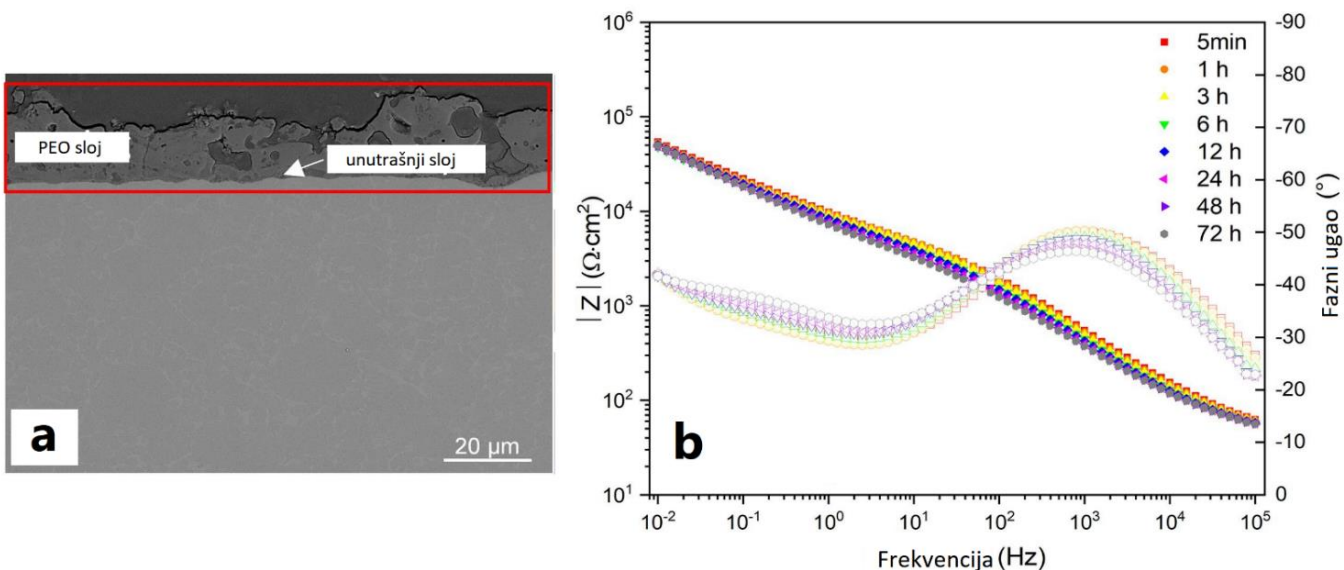 PEO sloj
unutrašnji sloj
a
20 µm
10⁶
10⁵
10⁴
10³
10²
10¹
|Z| (Ω·cm²)
10⁻²
10⁻¹
10⁰
10¹
10²
10³
10⁴
10⁵
Frekvencija (Hz)
-90
-80
-70
-60
-50
-40
-30
-20
-10
0
Fazni ugao (°)
5min
1 h
3 h
6 h
12 h
24 h
48 h
72 h
b